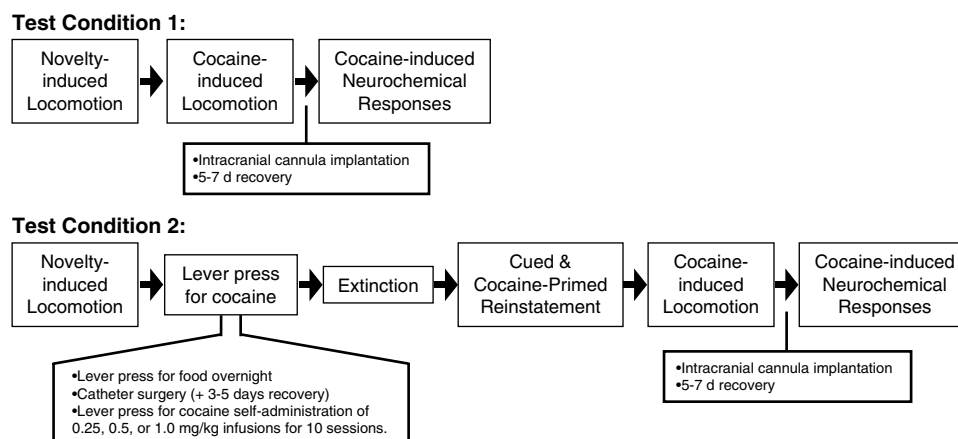 Test Condition 1:
Novelty-
induced
Locomotion
Cocaine-
induced
Locomotion
Cocaine-induced
Neurochemical
Responses
•Intracranial cannula implantation
•5-7 d recovery
Test Condition 2:
Novelty-
induced
Locomotion
Lever press
for cocaine
Extinction
Cued &
Cocaine-Primed
Reinstatement
Cocaine-
induced
Locomotion
Cocaine-induced
Neurochemical
Responses
•Lever press for food overnight
•Catheter surgery (+ 3-5 days recovery)
•Lever press for cocaine self-administration of
0.25, 0.5, or 1.0 mg/kg infusions for 10 sessions.
•Intracranial cannula implantation
•5-7 d recovery